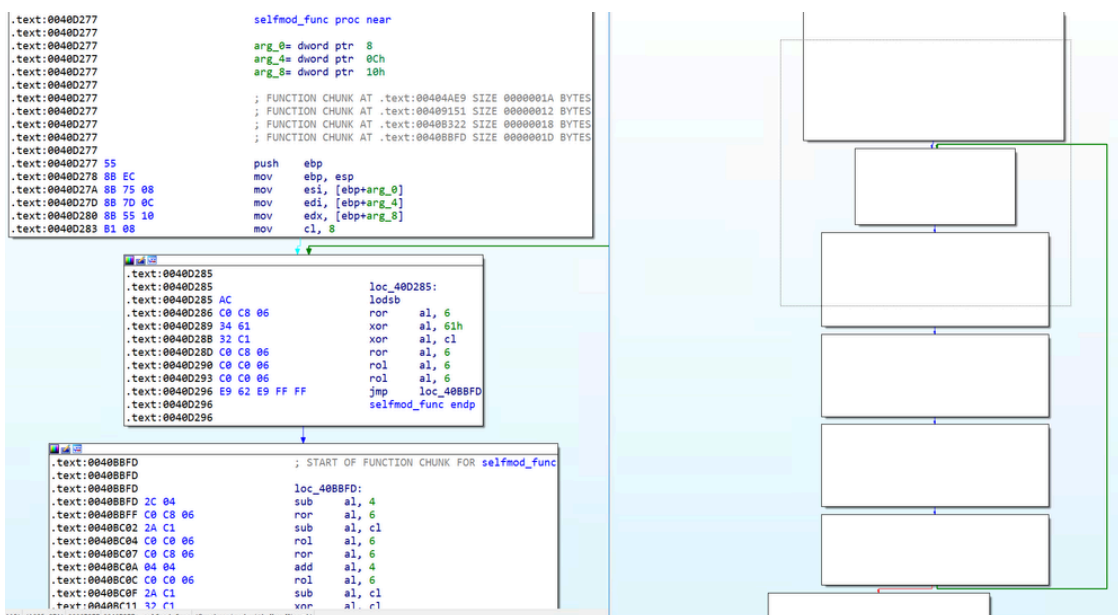 .text:0040D277 selfmod_func proc near
.text:0040D277
.text:0040D277 arg_0= dword ptr 8
.text:0040D277 arg_4= dword ptr 0Ch
.text:0040D277 arg_8= dword ptr 10h
.text:0040D277
.text:0040D277 ; FUNCTION CHUNK AT .text:00404AE9 SIZE 0000001A BYTES
.text:0040D277 ; FUNCTION CHUNK AT .text:00409151 SIZE 00000012 BYTES
.text:0040D277 ; FUNCTION CHUNK AT .text:0040B322 SIZE 00000018 BYTES
.text:0040D277 ; FUNCTION CHUNK AT .text:0040BBFD SIZE 0000001D BYTES
.text:0040D277
.text:0040D277 55 push ebp
.text:0040D278 8B EC mov ebp, esp
.text:0040D27A 8B 75 08 mov esi, [ebp+arg_0]
.text:0040D27D 8B 7D 0C mov edi, [ebp+arg_4]
.text:0040D280 8B 55 10 mov edx, [ebp+arg_8]
.text:0040D283 B1 08 mov cl, 8
.text:0040D285
.text:0040D285 loc_40D285:
.text:0040D285 AC lodsb
.text:0040D286 C0 C8 06 ror al, 6
.text:0040D289 34 61 xor al, 61h
.text:0040D28B 32 C1 xor al, cl
.text:0040D28D C0 C8 06 ror al, 6
.text:0040D290 C0 C0 06 rol al, 6
.text:0040D293 C0 C0 06 rol al, 6
.text:0040D296 E9 62 E9 FF FF jmp loc_40BBFD
.text:0040D296 selfmod_func endp
.text:0040D296
.text:0040BBFD ; START OF FUNCTION CHUNK FOR selfmod_func
.text:0040BBFD
.text:0040BBFD loc_40BBFD:
.text:0040BBFD 2C 04 sub al, 4
.text:0040BBFF C0 C8 06 ror al, 6
.text:0040BC02 2A C1 sub al, cl
.text:0040BC04 C0 C0 06 rol al, 6
.text:0040BC07 C0 C8 06 ror al, 6
.text:0040BC0A 04 04 add al, 4
.text:0040BC0C C0 C0 06 rol al, 6
.text:0040BC0F 2A C1 sub al, cl
.text:0040BC11 32 C1 xor al, cl